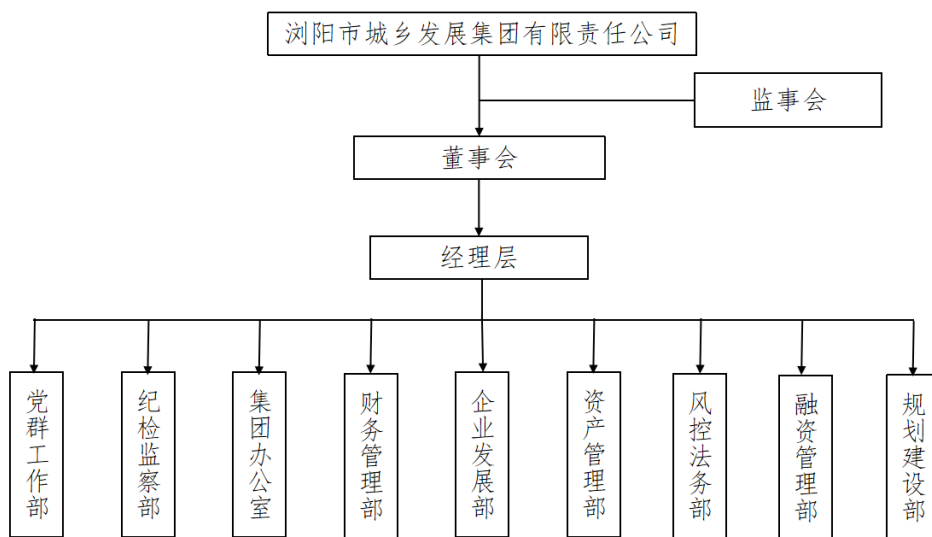 浏阳市城乡发展集团有限责任公司
监事会
董事会
经理层
党群工作部
纪检监察部
集团办公室
财务管理部
企业发展部
资产管理部
风控法务部
融资管理部
规划建设部